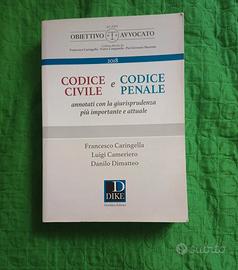 OBIETTIVO AVVOCATO
2018
CODICE CIVILE e CODICE PENALE
annotati con la giurisprudenza
più importante e attuale
Francesco Caringella
Luigi Cameriero
Danilo Dimatteo
D
DIKE
subito